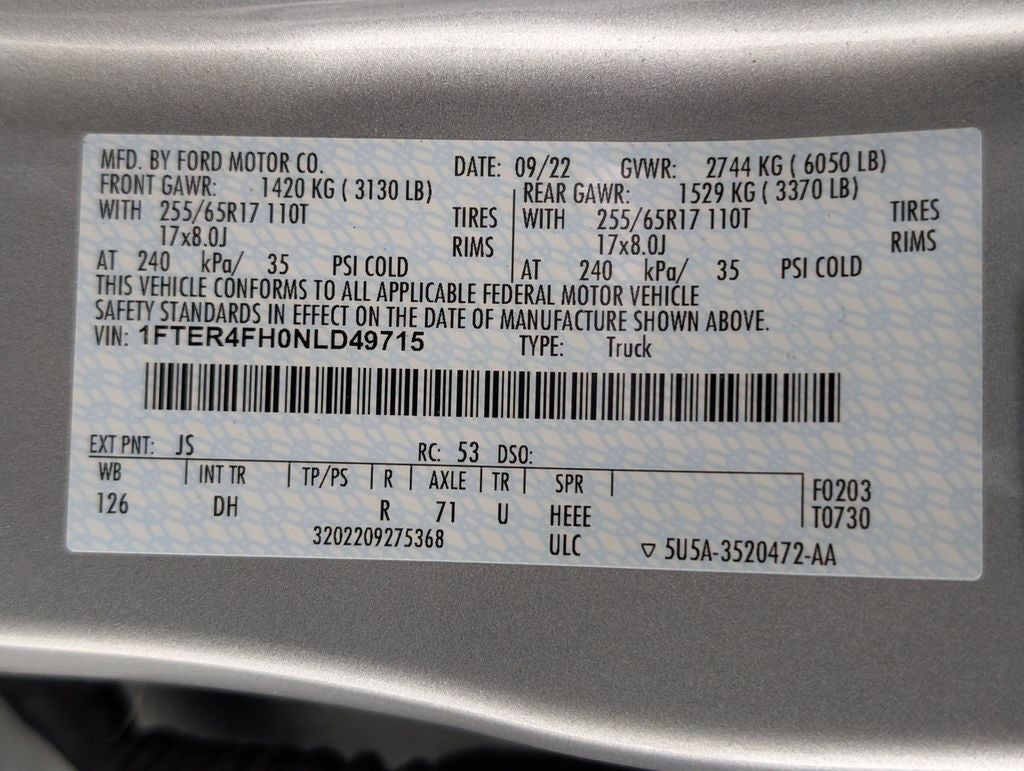 MFD. BY FORD MOTOR CO. DATE: 09/22 GVWR: 2744 KG ( 6050 LB)
FRONT GAWR: 1420 KG ( 3130 LB) REAR GAWR: 1529 KG ( 3370 LB)
WITH 255/65R17 110T TIRES WITH 255/65R17 110T TIRES
17x8.0J RIMS 17x8.0J RIMS
AT 240 kPa/ 35 PSI COLD AT 240 kPa/ 35 PSI COLD
THIS VEHICLE CONFORMS TO ALL APPLICABLE FEDERAL MOTOR VEHICLE
SAFETY STANDARDS IN EFFECT ON THE DATE OF MANUFACTURE SHOWN ABOVE.
VIN: 1FTER4FH0NLD49715 TYPE: Truck
EXT PNT: JS RC: 53 DSO:
WB INT TR TP/PS R AXLE TR SPR F0203
126 DH R 71 U HEEE T0730
3202209275368 ULC ▽ 5U5A-3520472-AA